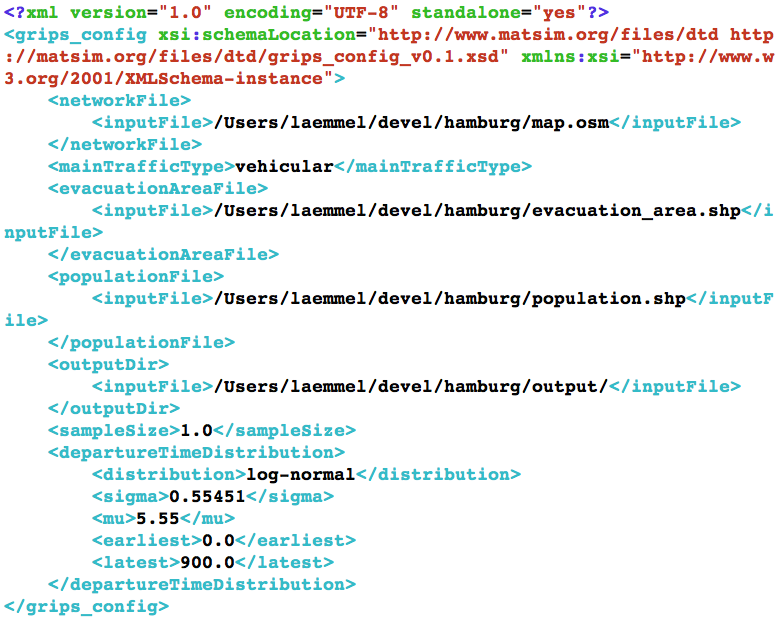 <?xml version="1.0" encoding="UTF-8" standalone="yes"?>
<grips_config xsi:schemaLocation="http://www.matsim.org/files/dtd http
://matsim.org/files/dtd/grips_config_v0.1.xsd" xmlns:xsi="http://www.w
3.org/2001/XMLSchema-instance">
    <networkFile>
        <inputFile>/Users/laemmel/devel/hamburg/map.osm</inputFile>
    </networkFile>
    <mainTrafficType>vehicular</mainTrafficType>
    <evacuationAreaFile>
        <inputFile>/Users/laemmel/devel/hamburg/evacuation_area.shp</i
nputFile>
    </evacuationAreaFile>
    <populationFile>
        <inputFile>/Users/laemmel/devel/hamburg/population.shp</inputF
ile>
    </populationFile>
    <outputDir>
        <inputFile>/Users/laemmel/devel/hamburg/output/</inputFile>
    </outputDir>
    <sampleSize>1.0</sampleSize>
    <departureTimeDistribution>
        <distribution>log-normal</distribution>
        <sigma>0.55451</sigma>
        <mu>5.55</mu>
        <earliest>0.0</earliest>
        <latest>900.0</latest>
    </departureTimeDistribution>
</grips_config>